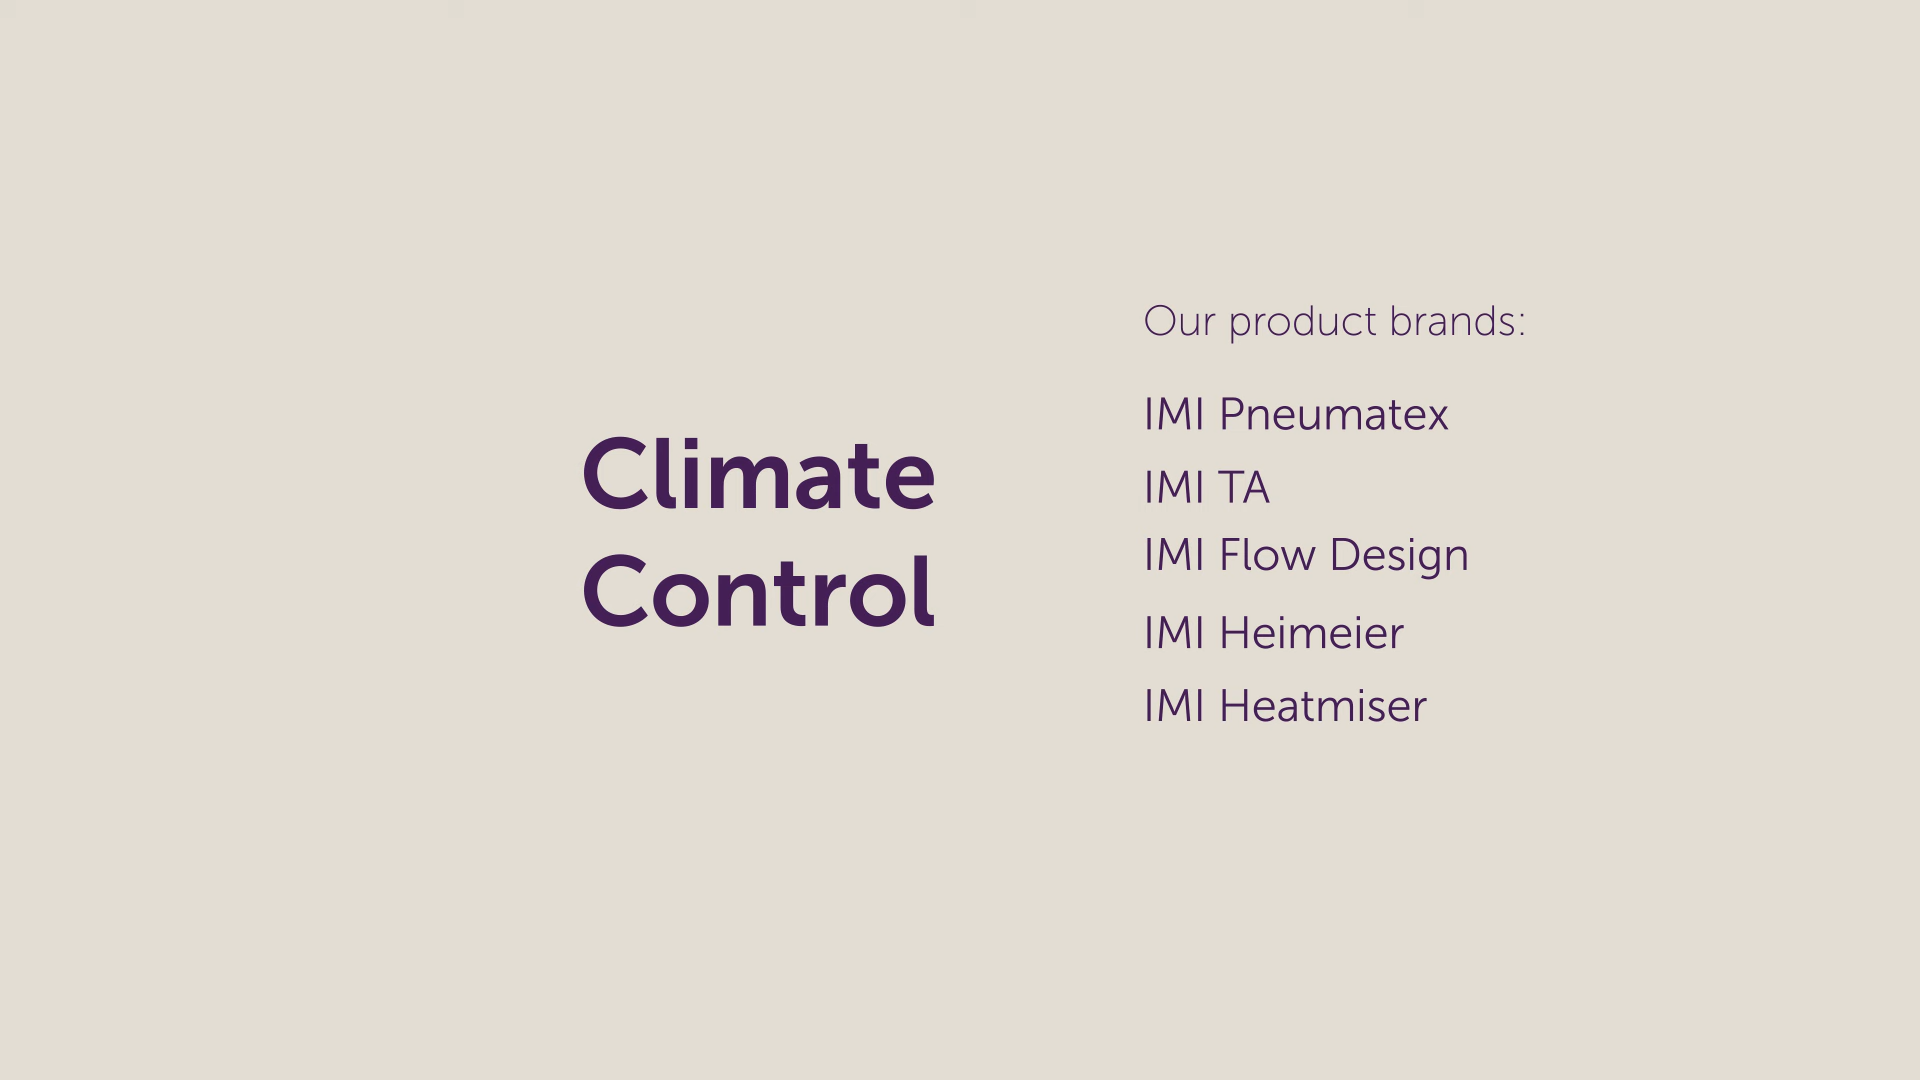 Climate
Control
Our product brands:
IMI Pneumatex
IMI TA
IMI Flow Design
IMI Heimeier
IMI Heatmiser